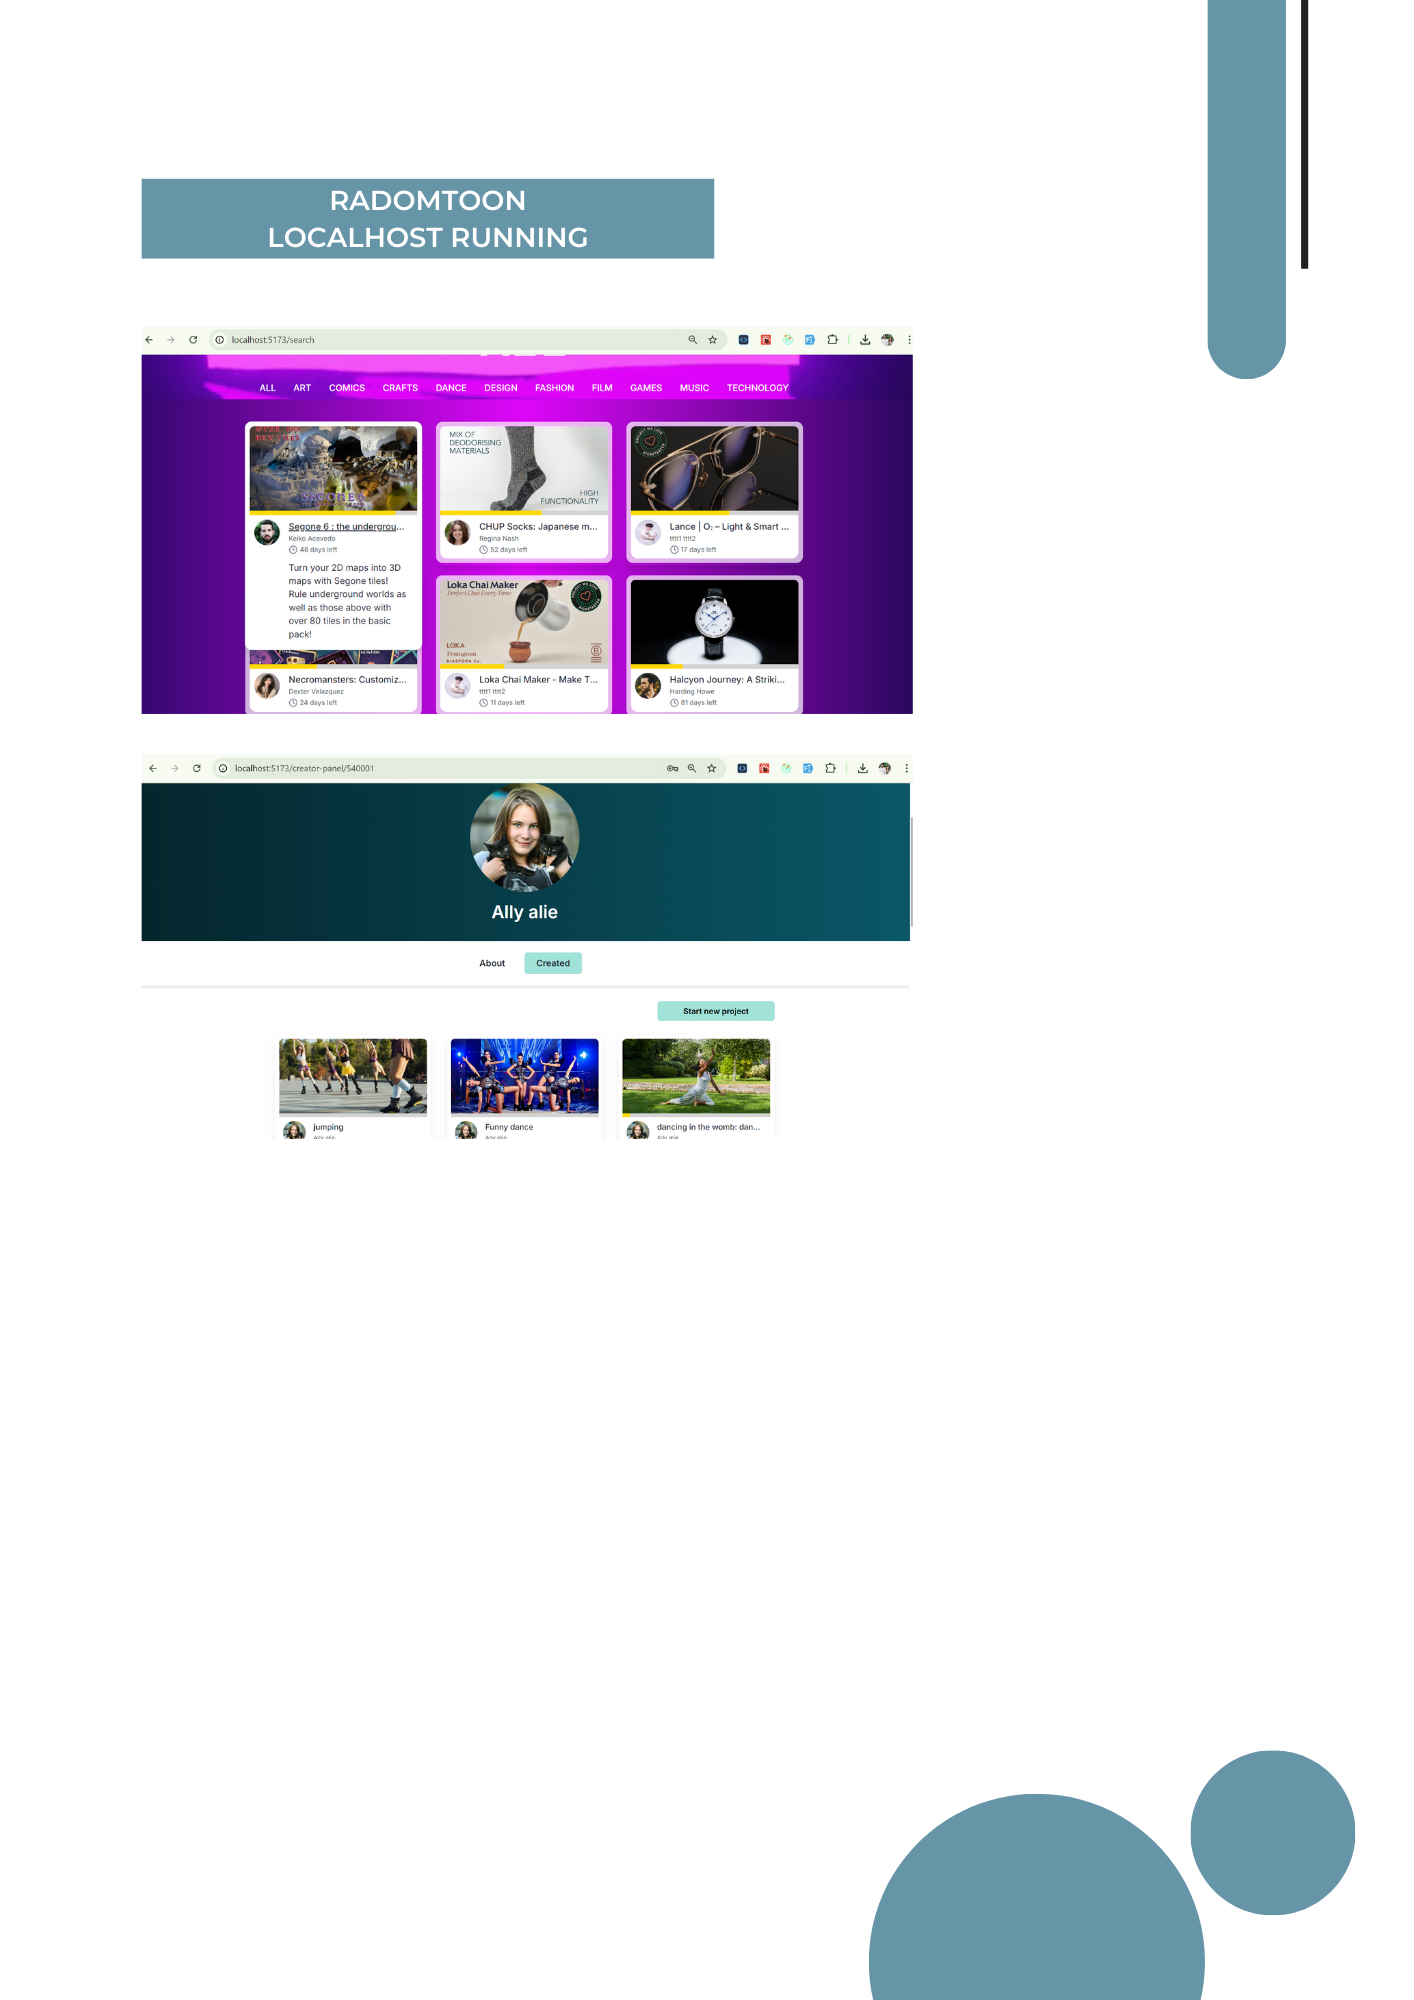 RADOMTOON
LOCALHOST RUNNING
localhost:5173/search
ALL ART COMICS CRAFTS DANCE DESIGN FASHION FILM GAMES MUSIC TECHNOLOGY
MIX OF
DEODORISING
MATERIALS
HIGH
FUNCTIONALITY
Segone 6 : the undergrou...
Keiko Acevedo
48 days left
Turn your 2D maps into 3D
maps with Segone tiles!
Rule underground worlds as
well as those above with
over 80 tiles in the basic
pack!
CHUP Socks: Japanese m...
Regina Nash
52 days left
Lance | O₂ – Light & Smart ...
tttt1 tttt2
17 days left
Necromansters: Customiz...
Dexter Velazquez
24 days left
Loka Chai Maker
Perfect Chai Every Time
LOKA
Pentagram
DIASPORA Co.
Loka Chai Maker - Make T...
tttt1 tttt2
11 days left
Halcyon Journey: A Striki...
Harding Howe
81 days left
localhost:5173/creator-panel/540001
Ally alie
About Created
Start new project
jumping
Ally alie
Funny dance
Ally alie
dancing in the womb: dan...
Ally alie